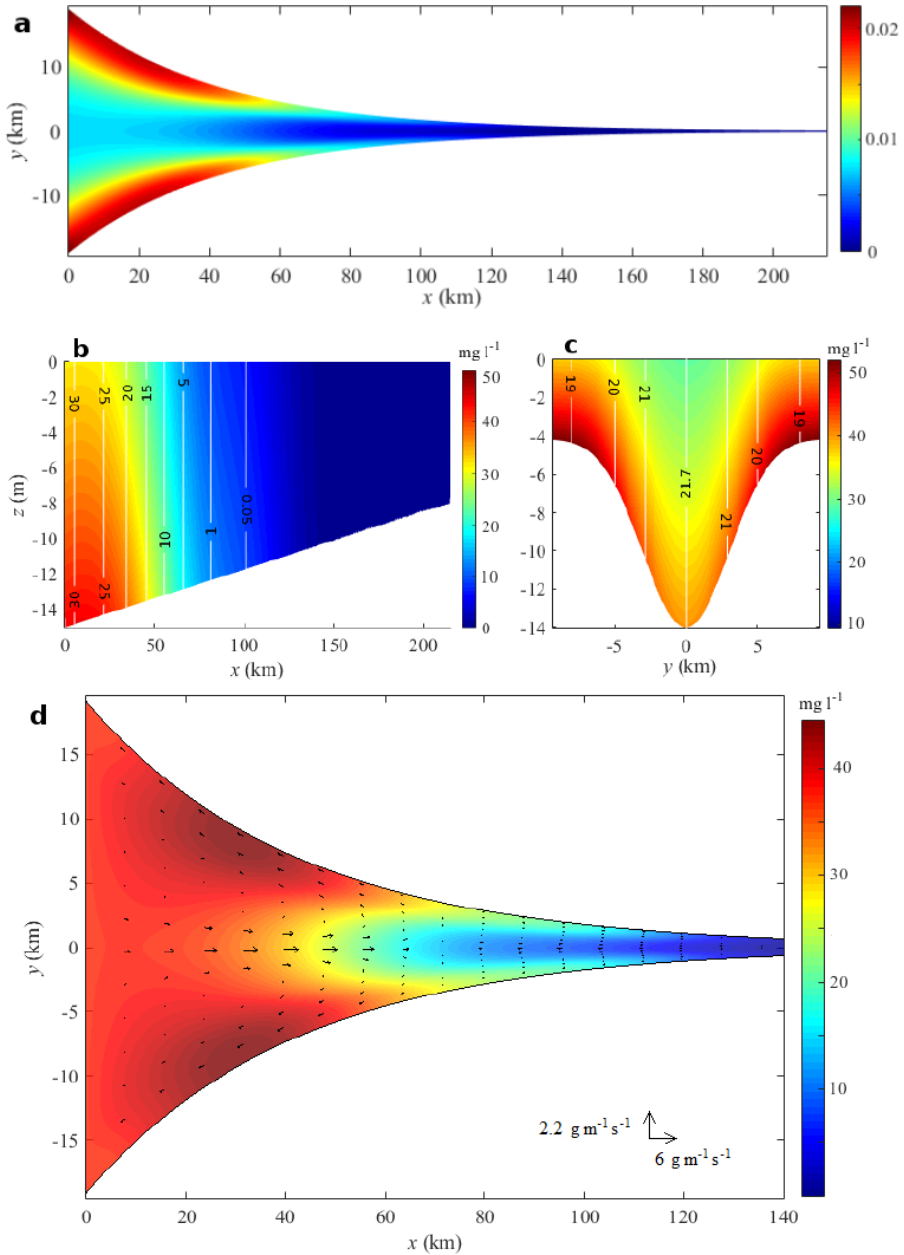 a
0.02
0.01
0
10
0
-10
y (km)
0 20 40 60 80 100 120 140 160 180 200
x (km)
b
mg l-1
0
-2
-4
-6
-8
-10
-12
-14
z (m)
30 25 20 15 5
10 1 0.05
30 25
50
40
30
20
10
0
0 50 100 150 200
x (km)
c
mg l-1
0
-2
-4
-6
-8
-10
-12
-14
19 20 21 19
21.7 20
21
50
40
30
20
10
-5 0 5
y (km)
d
mg l-1
15
10
5
0
-5
-10
-15
y (km)
40
30
20
10
2.2 g m-1 s-1
6 g m-1 s-1
0 20 40 60 80 100 120 140
x (km)